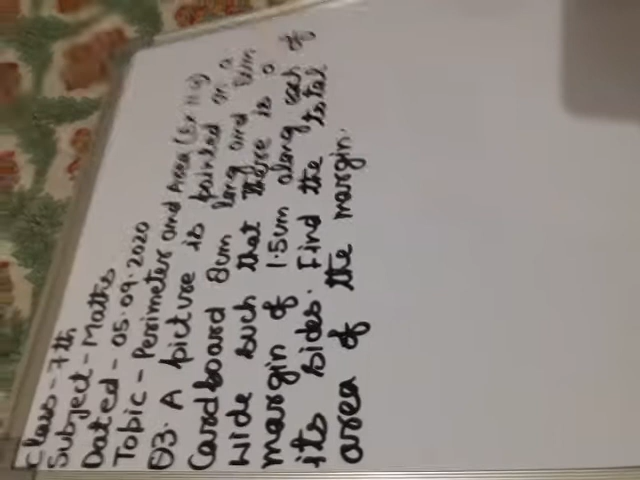 Class - 7th
Subject - Maths
Dated - 05.09.2020
Topic - Perimeter and Area (Ex 11.4)
Q3. A picture is painted on a
Cardboard 8cm long and 5cm
wide such that there is a
margin of 1.5cm along each of
its sides. Find the total
area of the margin.